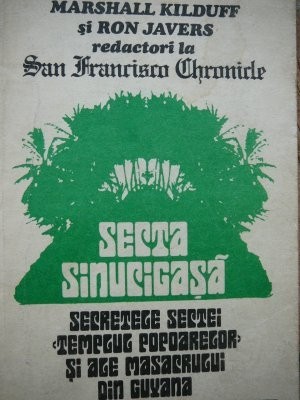 MARSHALL KILDUFF
și RON JAVERS
redactori la
San Francisco Chronicle
SECTA
SINUCIGAȘĂ
SECRETELE SECTEI
‹TEMPLUL POPOARELOR›
ȘI ALE MASACRULUI
DIN GUYANA